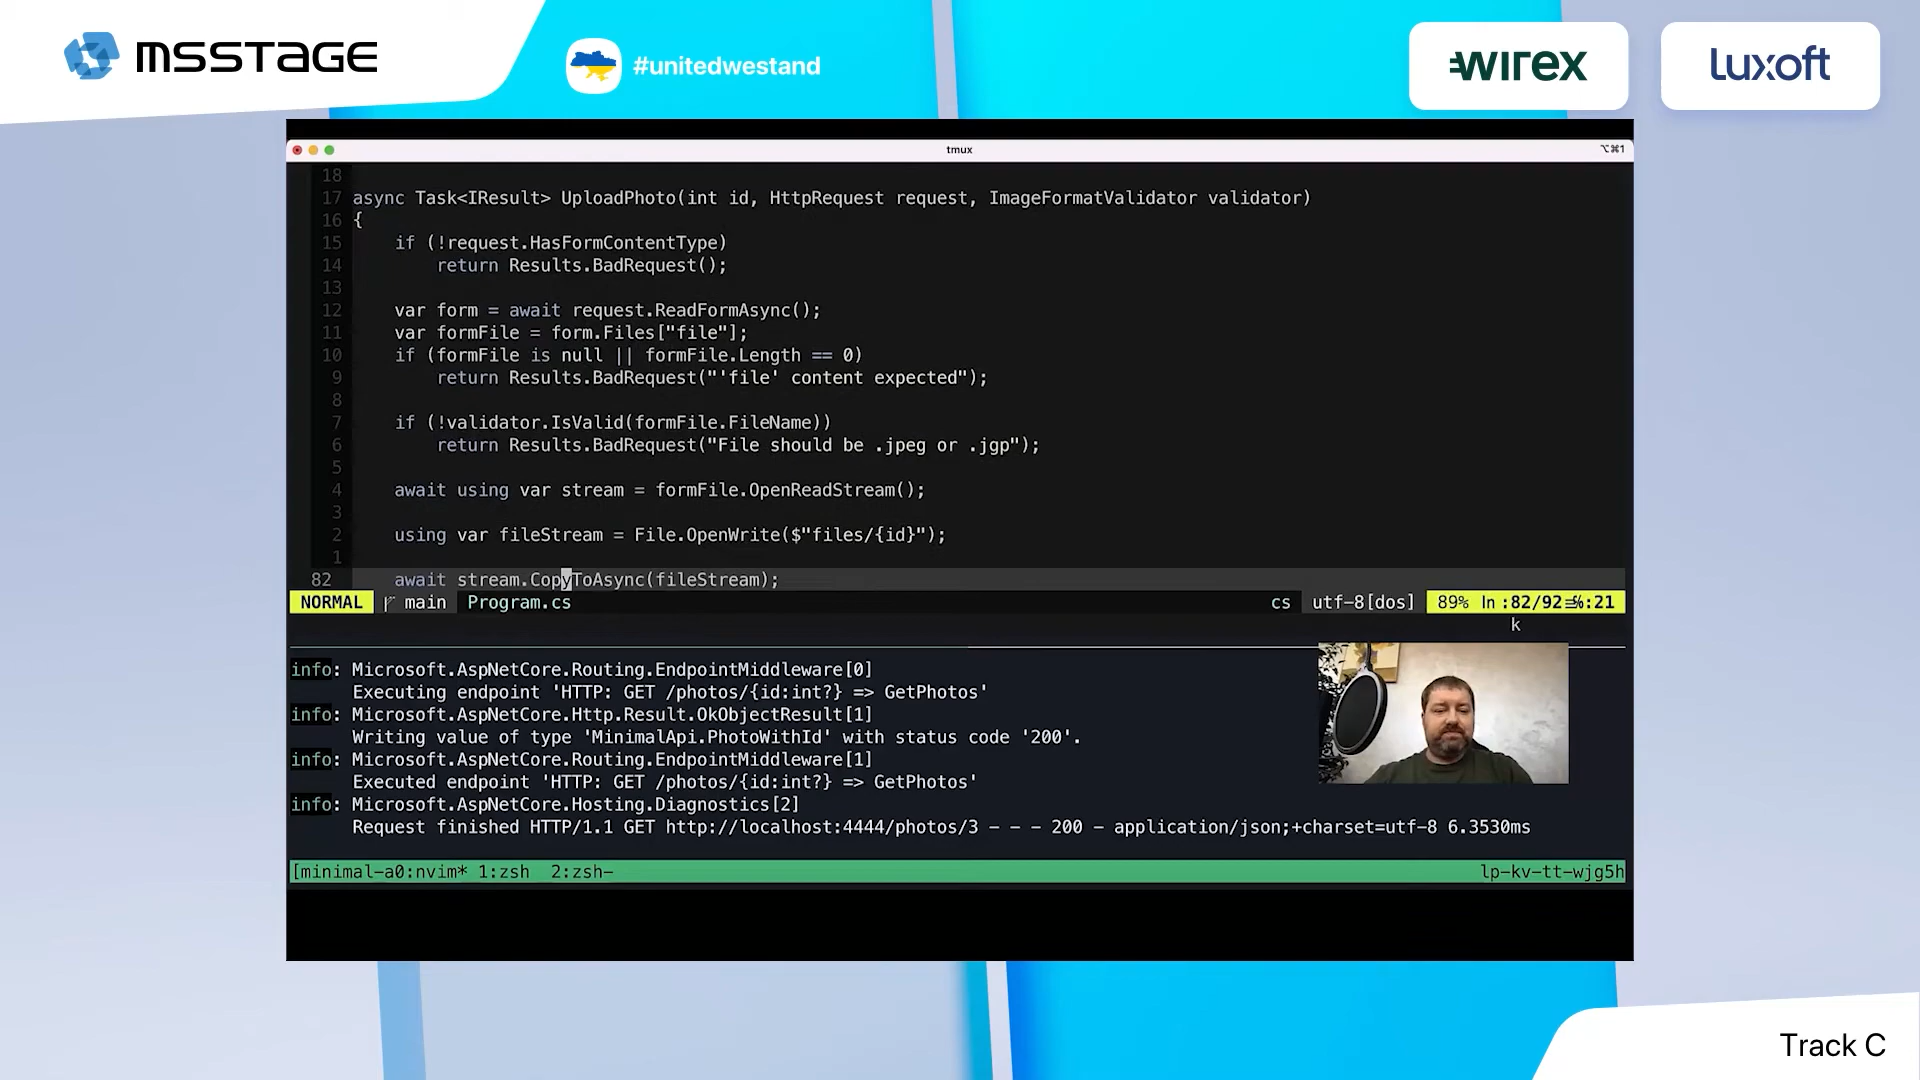 MSSTAGE
#unitedwestand
wirex
luxoft
tmux
⌥⌘1
18
17 async Task<IResult> UploadPhoto(int id, HttpRequest request, ImageFormatValidator validator)
16 {
15 if (!request.HasFormContentType)
14 return Results.BadRequest();
13
12 var form = await request.ReadFormAsync();
11 var formFile = form.Files["file"];
10 if (formFile is null || formFile.Length == 0)
9 return Results.BadRequest("'file' content expected");
8
7 if (!validator.IsValid(formFile.FileName))
6 return Results.BadRequest("File should be .jpeg or .jgp");
5
4 await using var stream = formFile.OpenReadStream();
3
2 using var fileStream = File.OpenWrite($"files/{id}");
1
82 await stream.CopyToAsync(fileStream);
NORMAL main Program.cs cs utf-8[dos] 89% ln :82/92≡℅:21
k
info: Microsoft.AspNetCore.Routing.EndpointMiddleware[0]
Executing endpoint 'HTTP: GET /photos/{id:int?} => GetPhotos'
info: Microsoft.AspNetCore.Http.Result.OkObjectResult[1]
Writing value of type 'MinimalApi.PhotoWithId' with status code '200'.
info: Microsoft.AspNetCore.Routing.EndpointMiddleware[1]
Executed endpoint 'HTTP: GET /photos/{id:int?} => GetPhotos'
info: Microsoft.AspNetCore.Hosting.Diagnostics[2]
Request finished HTTP/1.1 GET http://localhost:4444/photos/3 - - - 200 - application/json;+charset=utf-8 6.3530ms
[minimal-a0:nvim* 1:zsh 2:zsh- lp-kv-tt-wjg5h
Track C